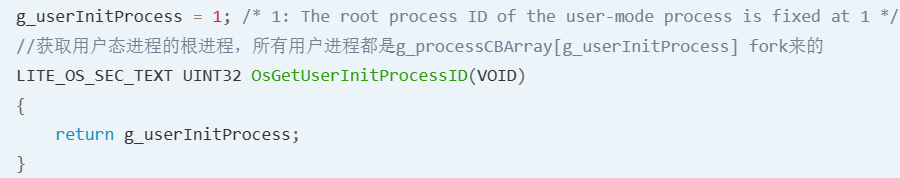 g_userInitProcess = 1; /* 1: The root process ID of the user-mode process is fixed at 1 */
//获取用户态进程的根进程，所有用户进程都是g_processCBArray[g_userInitProcess] fork来的
LITE_OS_SEC_TEXT UINT32 OsGetUserInitProcessID(VOID)
{
    return g_userInitProcess;
}